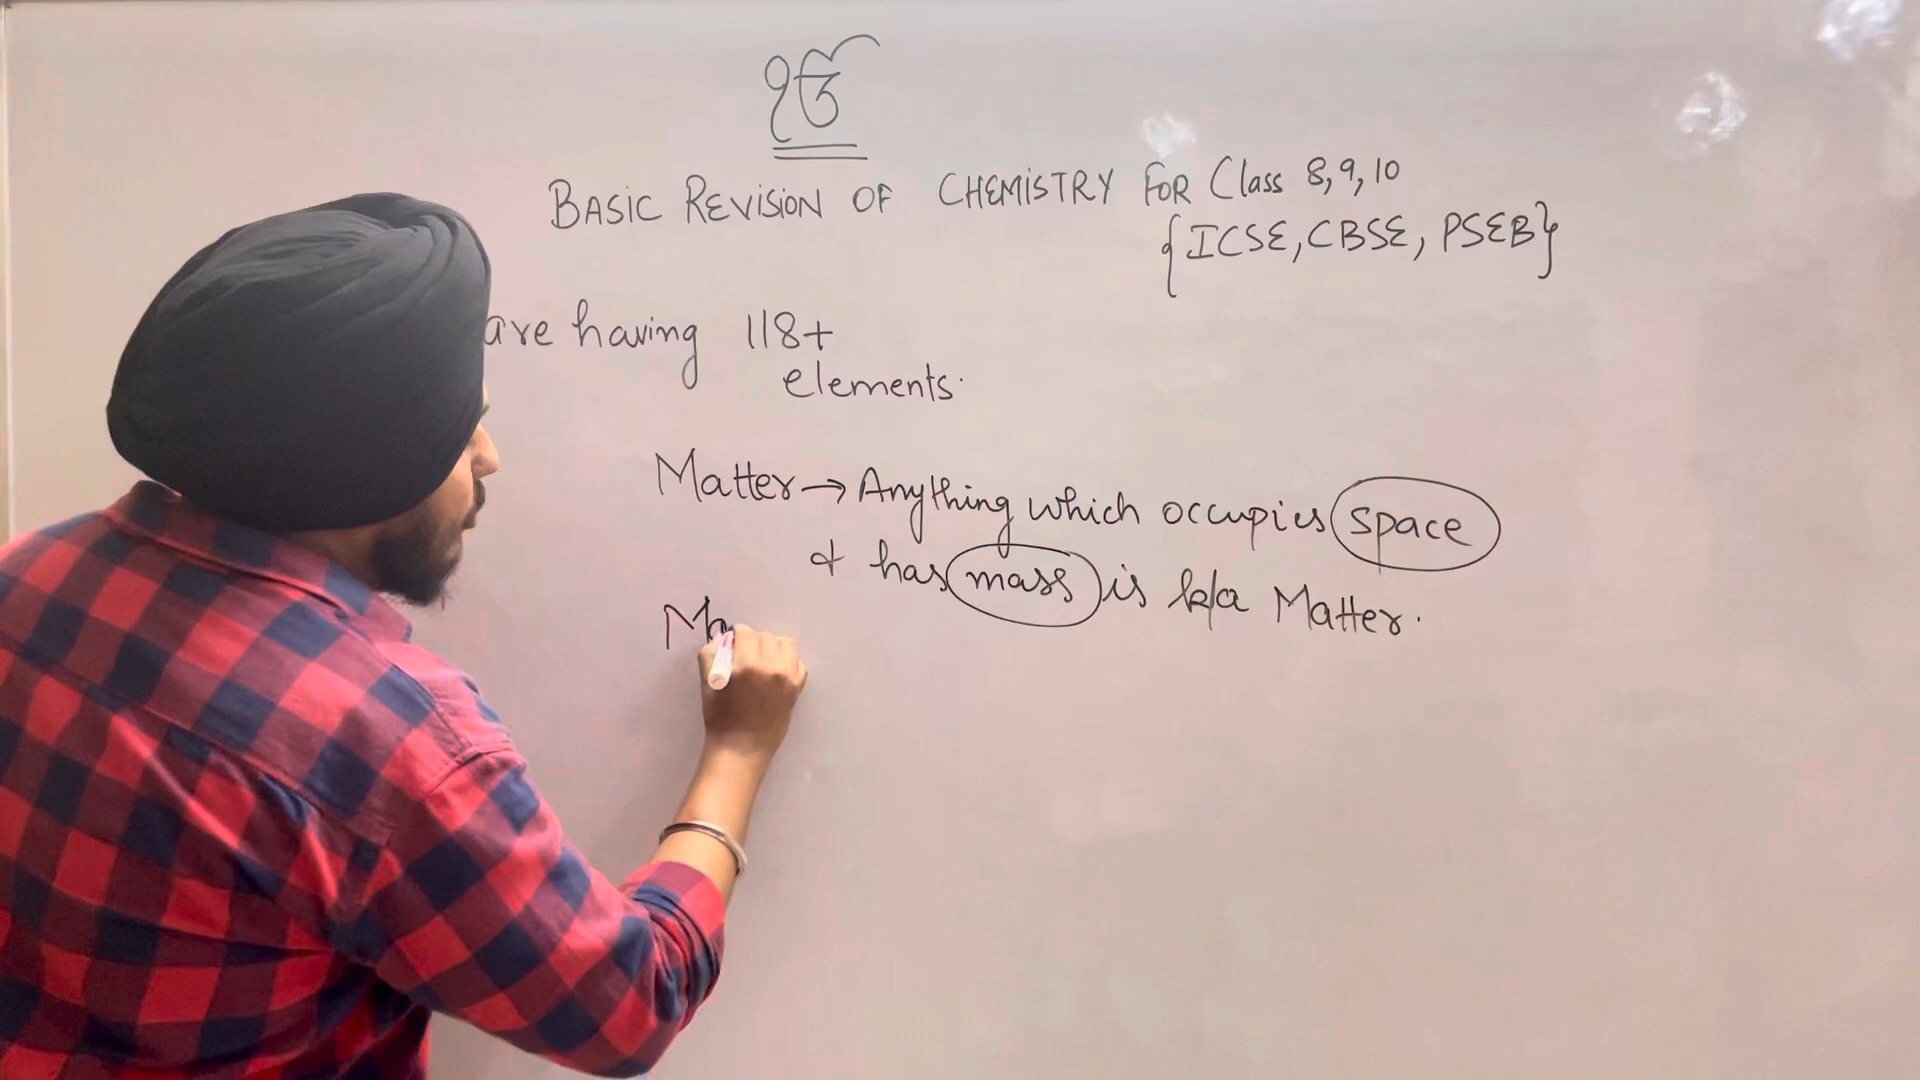 ੴ
BASIC REVISION OF CHEMISTRY FOR Class 8, 9, 10
{ICSE, CBSE, PSEB}
are having 118+
elements.
Matter → Anything which occupies space
& has mass is k/a Matter.
Ma